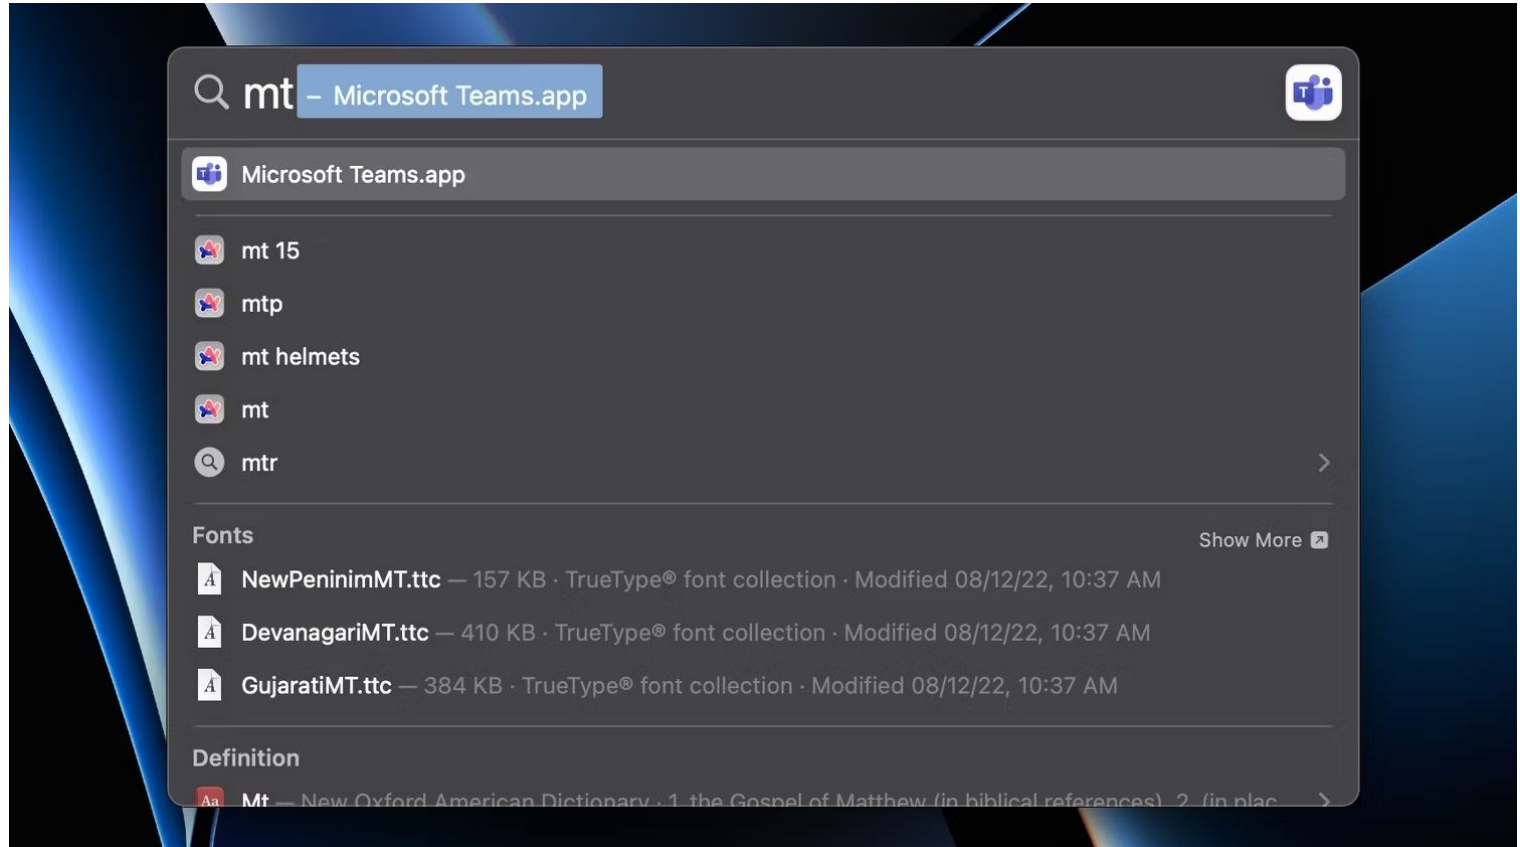 mt – Microsoft Teams.app
Microsoft Teams.app
mt 15
mtp
mt helmets
mt
mtr
Fonts
Show More
NewPeninimMT.ttc — 157 KB · TrueType® font collection · Modified 08/12/22, 10:37 AM
DevanagariMT.ttc — 410 KB · TrueType® font collection · Modified 08/12/22, 10:37 AM
GujaratiMT.ttc — 384 KB · TrueType® font collection · Modified 08/12/22, 10:37 AM
Definition
Mt — New Oxford American Dictionary · 1. the Gospel of Matthew (in biblical references). 2. (in plac